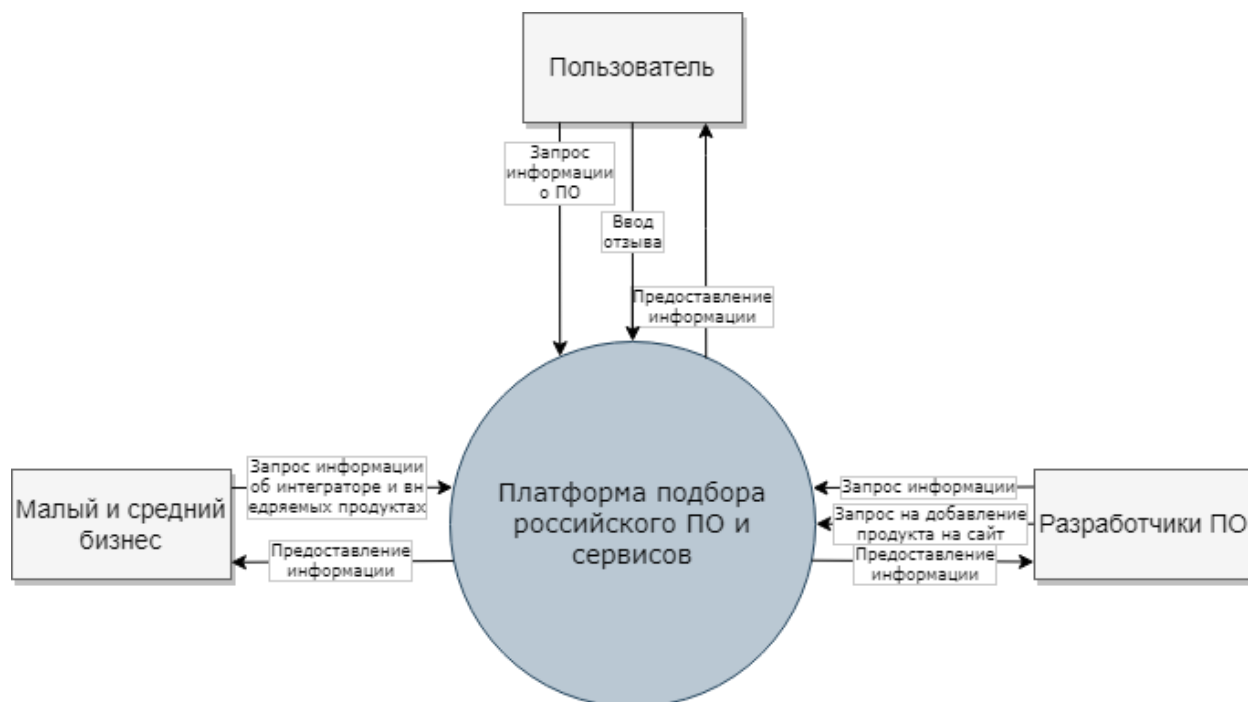 Пользователь
Запрос
информации
о ПО
Ввод
отзыва
Предоставление
информации
Малый и средний
бизнес
Запрос информации
об интеграторе и вн
едряемых продуктах
Предоставление
информации
Платформа подбора
российского ПО и
сервисов
Запрос информации
Запрос на добавление
продукта на сайт
Предоставление
информации
Разработчики ПО